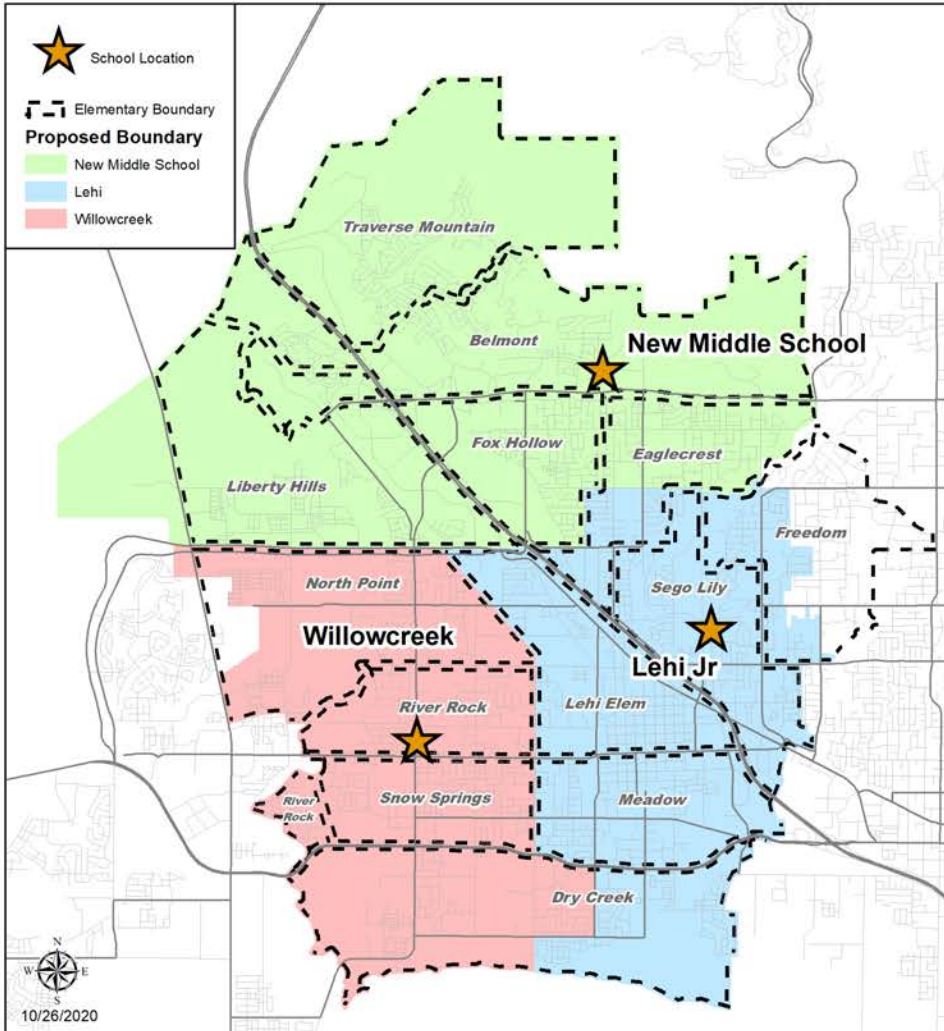 School Location
Elementary Boundary
Proposed Boundary
New Middle School
Lehi
Willowcreek
Traverse Mountain
Belmont
New Middle School
Fox Hollow
Eaglecrest
Liberty Hills
Freedom
North Point
Sego Lily
Willowcreek
Lehi Jr
River Rock
Lehi Elem
Snow Springs
Meadow
River
Rock
Dry Creek
N
W
E
S
10/26/2020